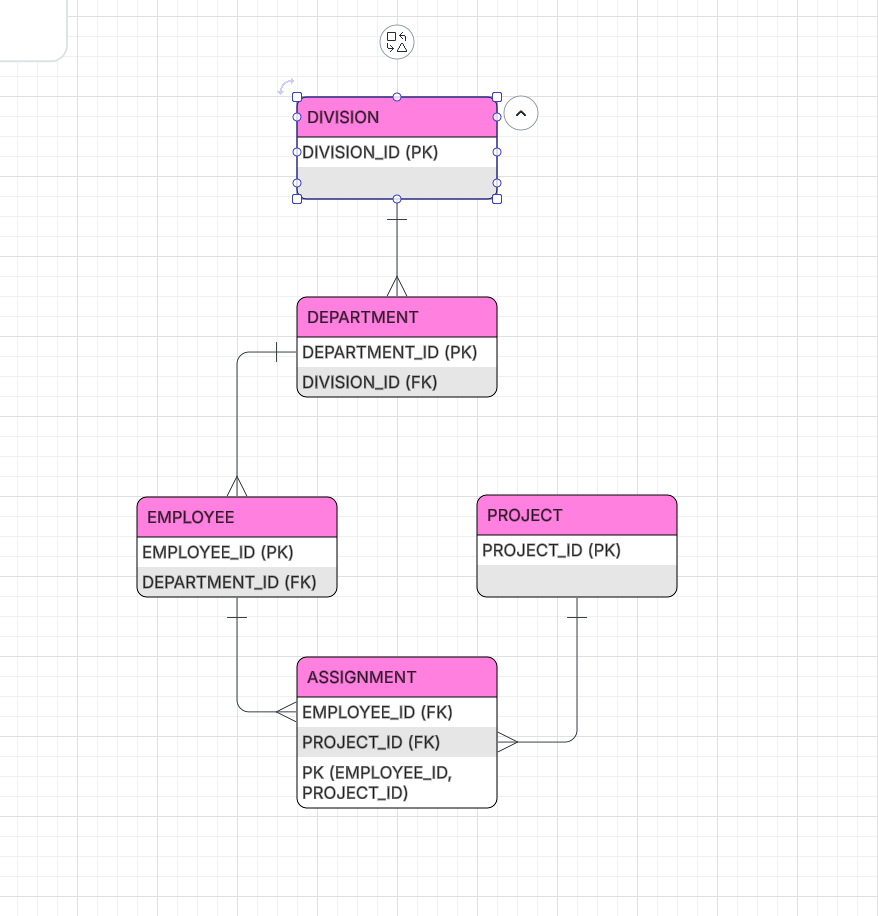 DIVISION
DIVISION_ID (PK)
DEPARTMENT
DEPARTMENT_ID (PK)
DIVISION_ID (FK)
EMPLOYEE
EMPLOYEE_ID (PK)
DEPARTMENT_ID (FK)
PROJECT
PROJECT_ID (PK)
ASSIGNMENT
EMPLOYEE_ID (FK)
PROJECT_ID (FK)
PK (EMPLOYEE_ID,
PROJECT_ID)